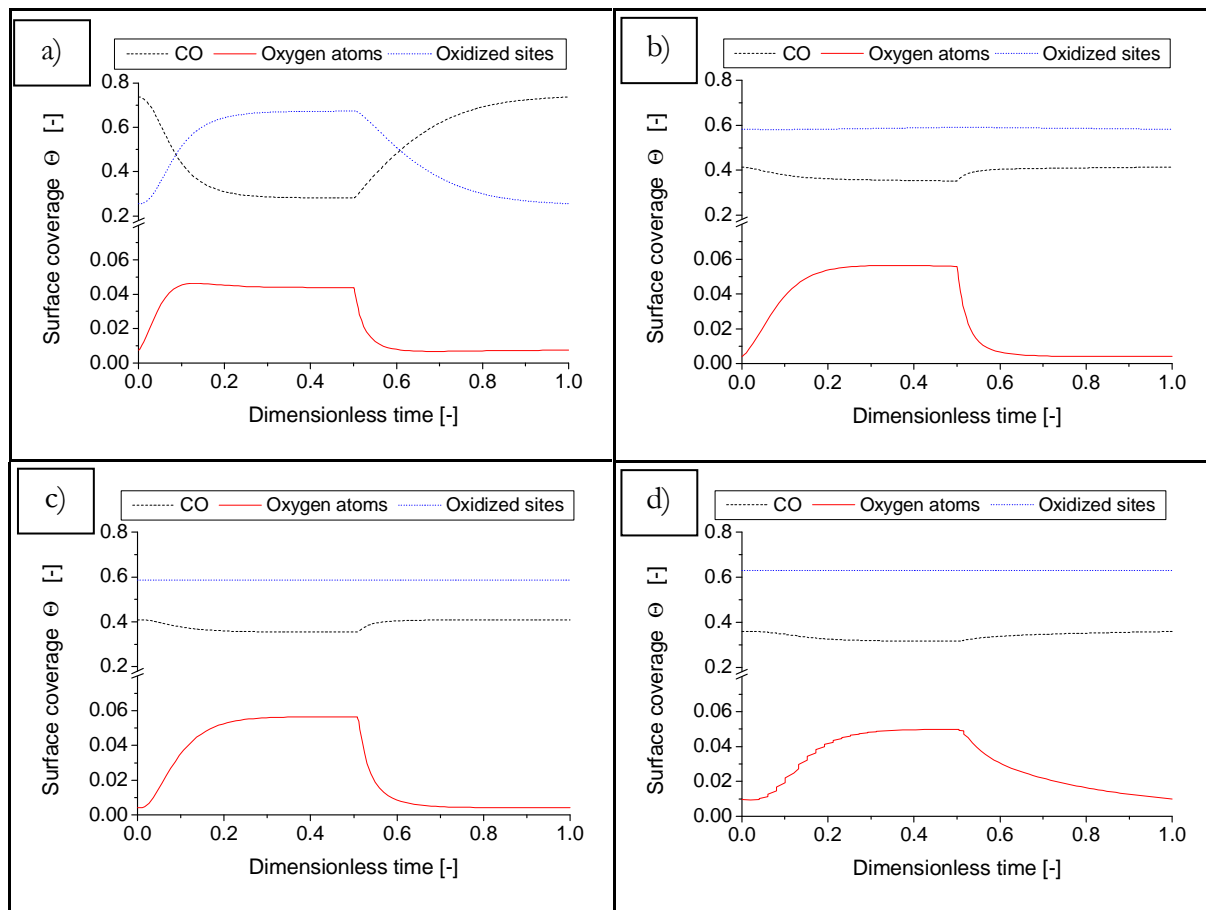 a)
CO Oxygen atoms Oxidized sites
Surface coverage Θ [-]
0.8
0.6
0.4
0.2
0.06
0.04
0.02
0.00
0.0 0.2 0.4 0.6 0.8 1.0
Dimensionless time [-]
b)
CO Oxygen atoms Oxidized sites
Surface coverage Θ [-]
0.8
0.6
0.4
0.2
0.06
0.04
0.02
0.00
0.0 0.2 0.4 0.6 0.8 1.0
Dimensionless time [-]
c)
CO Oxygen atoms Oxidized sites
Surface coverage Θ [-]
0.8
0.6
0.4
0.2
0.06
0.04
0.02
0.00
0.0 0.2 0.4 0.6 0.8 1.0
Dimensionless time [-]
d)
CO Oxygen atoms Oxidized sites
Surface coverage Θ [-]
0.8
0.6
0.4
0.2
0.06
0.04
0.02
0.00
0.0 0.2 0.4 0.6 0.8 1.0
Dimensionless time [-]